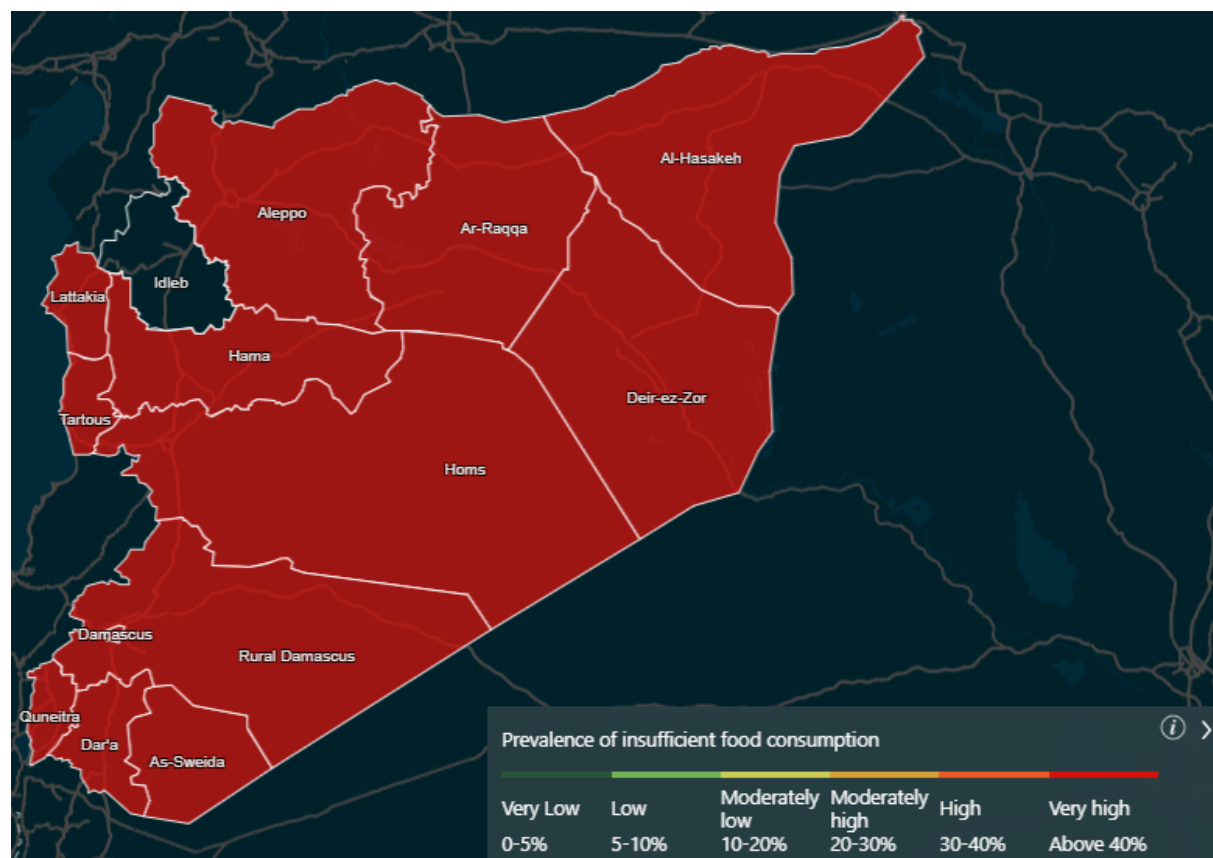 Al-Hasakeh
Aleppo
Ar-Raqqa
Idleb
Lattakia
Hama
Deir-ez-Zor
Tartous
Homs
Damascus
Rural Damascus
Quneitra
Dar'a
As-Sweida
Prevalence of insufficient food consumption
Very Low
0-5%
Low
5-10%
Moderately
low
10-20%
Moderately
high
20-30%
High
30-40%
Very high
Above 40%